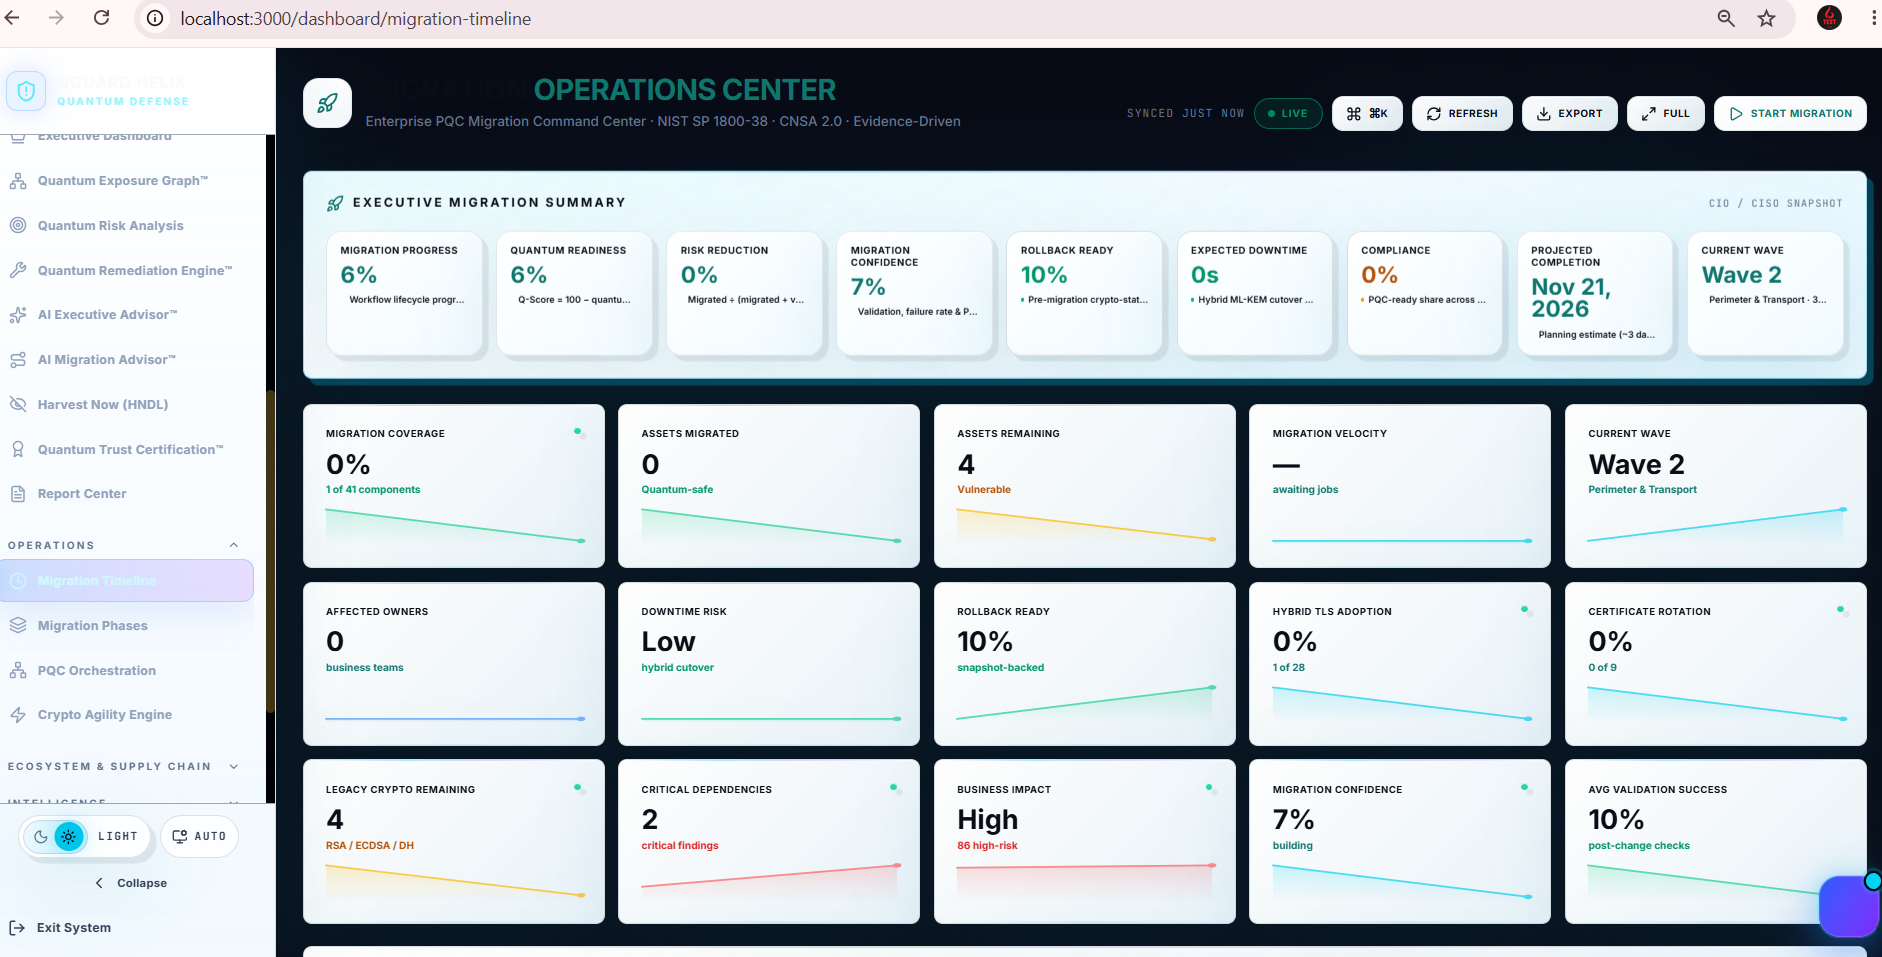 localhost:3000/dashboard/migration-timeline
QGUARD HELIX
QUANTUM DEFENSE
Executive Dashboard
Quantum Exposure Graph™
Quantum Risk Analysis
Quantum Remediation Engine™
AI Executive Advisor™
AI Migration Advisor™
Harvest Now (HNDL)
Quantum Trust Certification™
Report Center
OPERATIONS
Migration Timeline
Migration Phases
PQC Orchestration
Crypto Agility Engine
ECOSYSTEM & SUPPLY CHAIN
INTELLIGENCE
LIGHT
AUTO
Collapse
Exit System
MIGRATION OPERATIONS CENTER
Enterprise PQC Migration Command Center · NIST SP 1800-38 · CNSA 2.0 · Evidence-Driven
SYNCED JUST NOW
LIVE
⌘K
REFRESH
EXPORT
FULL
START MIGRATION
EXECUTIVE MIGRATION SUMMARY
CIO / CISO SNAPSHOT
MIGRATION PROGRESS
6%
Workflow lifecycle progr...
QUANTUM READINESS
6%
Q-Score = 100 − quantu...
RISK REDUCTION
0%
Migrated ÷ (migrated + v...
MIGRATION
CONFIDENCE
7%
Validation, failure rate & P...
ROLLBACK READY
10%
Pre-migration crypto-stat...
EXPECTED DOWNTIME
0s
Hybrid ML-KEM cutover ...
COMPLIANCE
0%
PQC-ready share across ...
PROJECTED
COMPLETION
Nov 21,
2026
Planning estimate (~3 da...
CURRENT WAVE
Wave 2
Perimeter & Transport · 3...
MIGRATION COVERAGE
0%
1 of 41 components
ASSETS MIGRATED
0
Quantum-safe
ASSETS REMAINING
4
Vulnerable
MIGRATION VELOCITY
—
awaiting jobs
CURRENT WAVE
Wave 2
Perimeter & Transport
AFFECTED OWNERS
0
business teams
DOWNTIME RISK
Low
hybrid cutover
ROLLBACK READY
10%
snapshot-backed
HYBRID TLS ADOPTION
0%
1 of 28
CERTIFICATE ROTATION
0%
0 of 9
LEGACY CRYPTO REMAINING
4
RSA / ECDSA / DH
CRITICAL DEPENDENCIES
2
critical findings
BUSINESS IMPACT
High
86 high-risk
MIGRATION CONFIDENCE
7%
building
AVG VALIDATION SUCCESS
10%
post-change checks